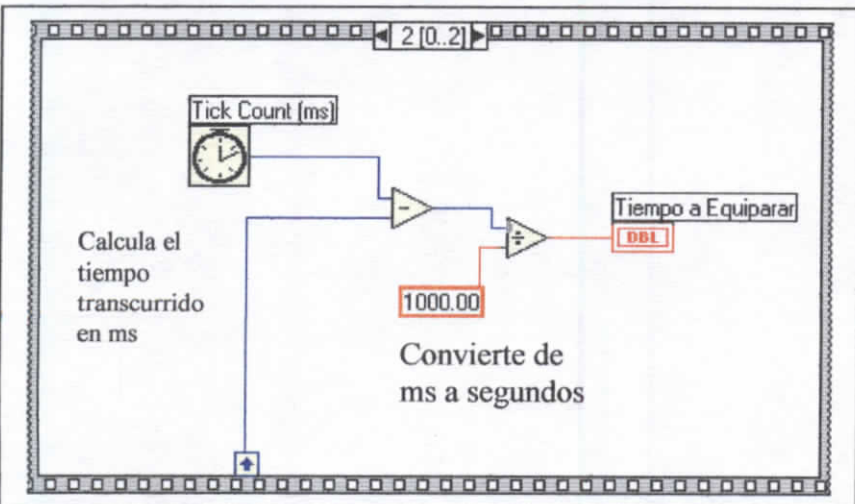 2 [0..2]
Tick Count (ms)
Calcula el
tiempo
transcurrido
en ms
-
÷
1000.00
Convierte de
ms a segundos
Tiempo a Equiparar
DBL